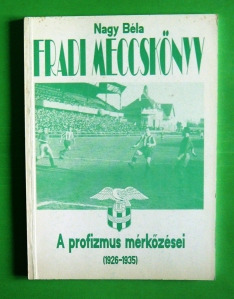 Nagy Béla
FRADI MECCSKÖNYV
A profizmus mérkőzései
(1926-1935)